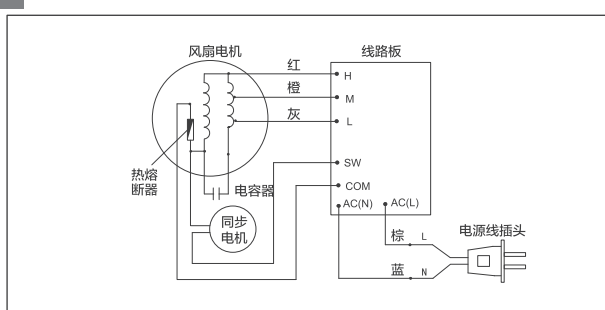 风扇电机
线路板
红
H
橙
M
灰
L
热熔
断器
SW
电容器
COM
AC(N)
AC(L)
同步
电机
棕
L
电源线插头
蓝
N